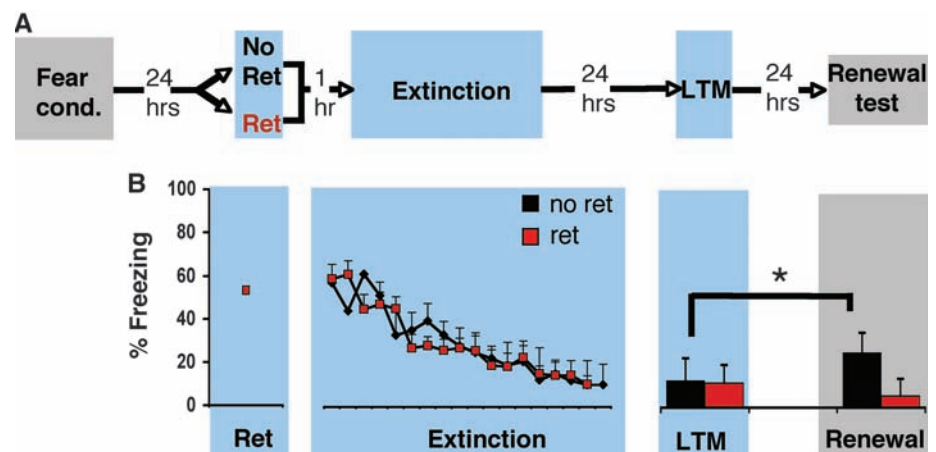 A
Fear
cond.
24
hrs
No
Ret
Ret
1
hr
Extinction
24
hrs
LTM
24
hrs
Renewal
test
B
% Freezing
100
80
60
40
20
0
no ret
ret
*
Ret
Extinction
LTM
Renewal